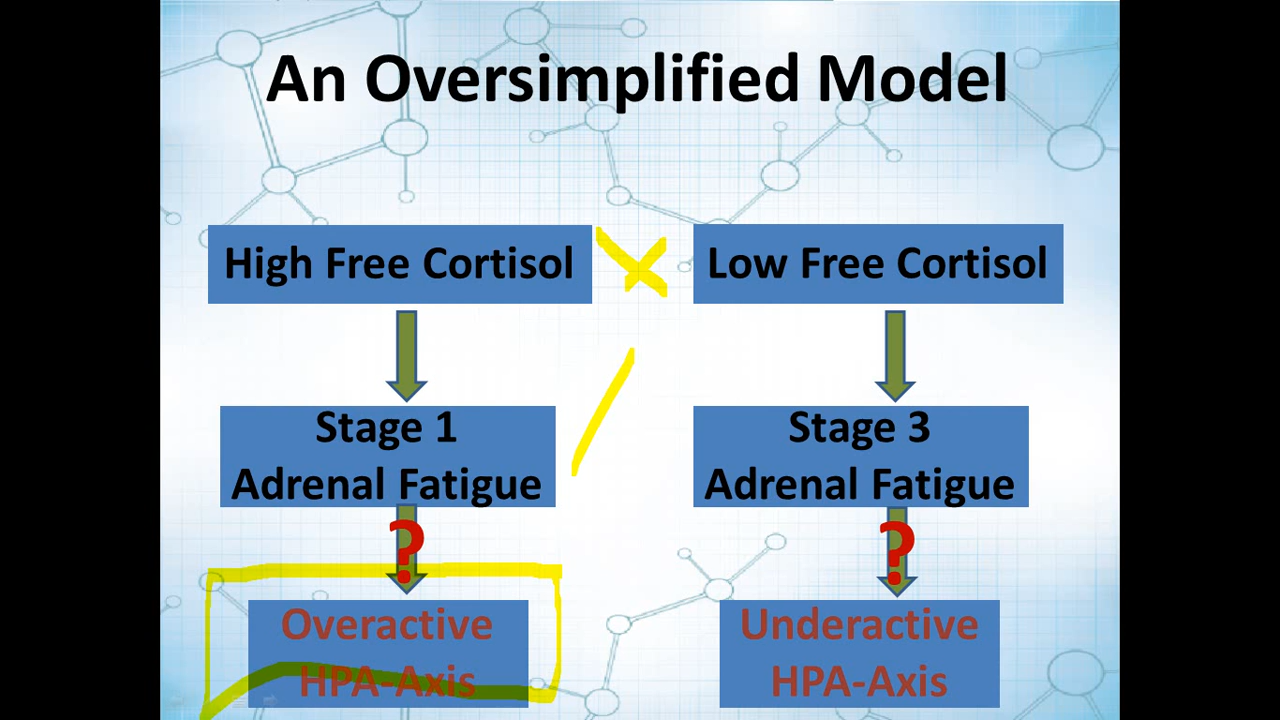 An Oversimplified Model
High Free Cortisol
Low Free Cortisol
Stage 1
Adrenal Fatigue
Stage 3
Adrenal Fatigue
?
?
Overactive
HPA-Axis
Underactive
HPA-Axis